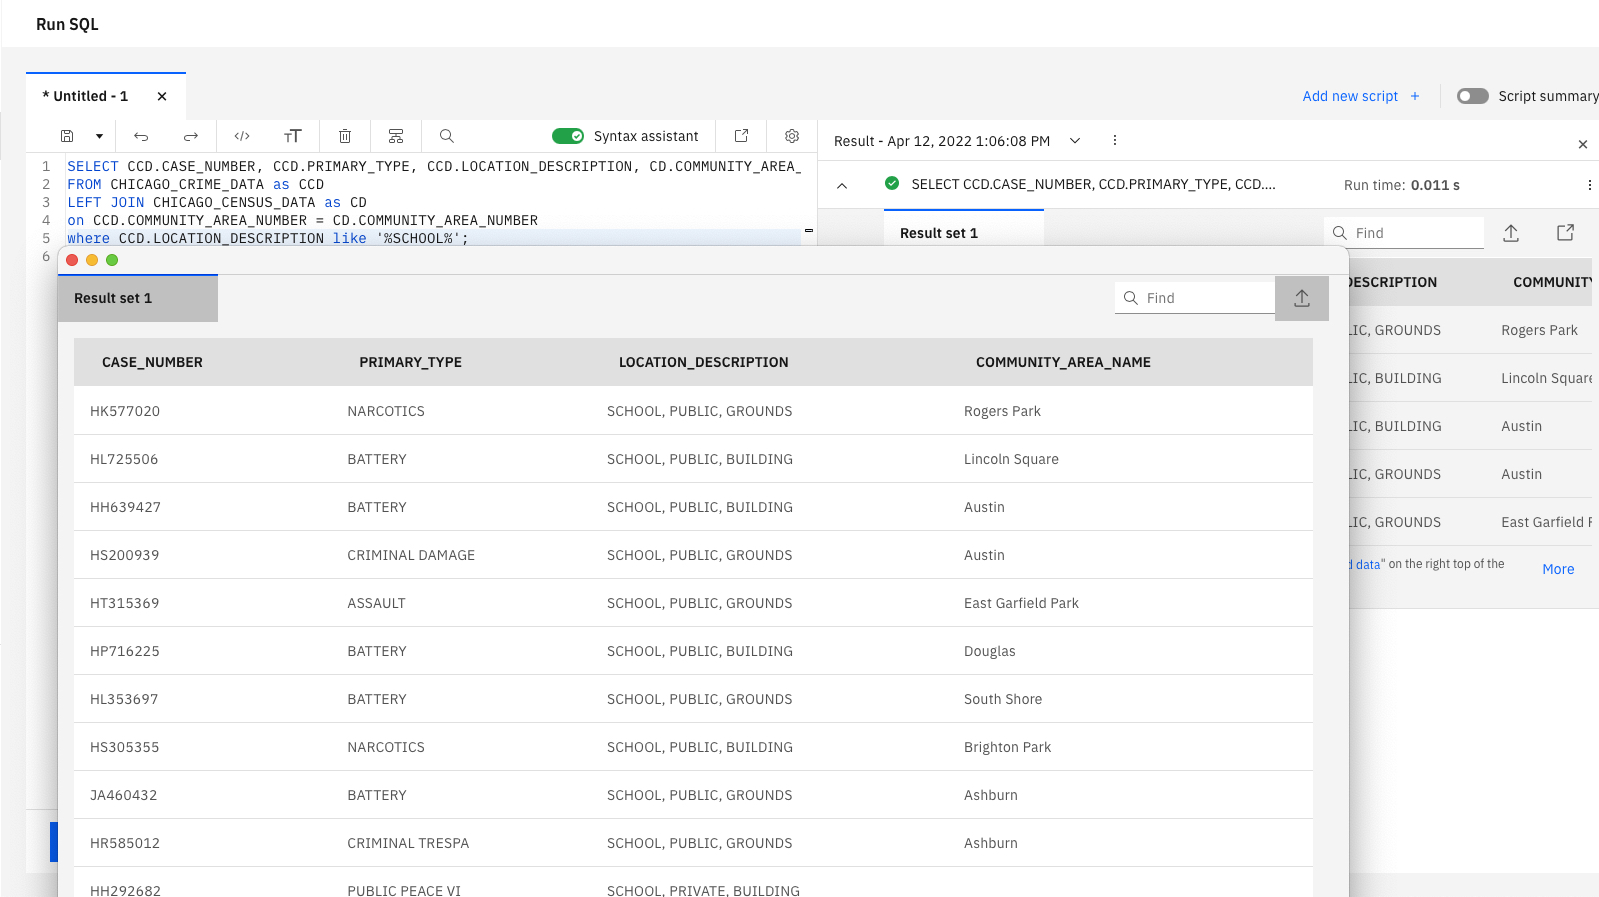 Run SQL
* Untitled - 1
Add new script +
Script summary
Syntax assistant
Result - Apr 12, 2022 1:06:08 PM
1 SELECT CCD.CASE_NUMBER, CCD.PRIMARY_TYPE, CCD.LOCATION_DESCRIPTION, CD.COMMUNITY_AREA_
2 FROM CHICAGO_CRIME_DATA as CCD
3 LEFT JOIN CHICAGO_CENSUS_DATA as CD
4 on CCD.COMMUNITY_AREA_NUMBER = CD.COMMUNITY_AREA_NUMBER
5 where CCD.LOCATION_DESCRIPTION like '%SCHOOL%';
6
SELECT CCD.CASE_NUMBER, CCD.PRIMARY_TYPE, CCD.... Run time: 0.011 s
Result set 1 Find
DESCRIPTION COMMUNITY
LIC, GROUNDS Rogers Park
LIC, BUILDING Lincoln Square
LIC, BUILDING Austin
LIC, GROUNDS Austin
LIC, GROUNDS East Garfield P
d data" on the right top of the More
Result set 1 Find
CASE_NUMBER PRIMARY_TYPE LOCATION_DESCRIPTION COMMUNITY_AREA_NAME
HK577020 NARCOTICS SCHOOL, PUBLIC, GROUNDS Rogers Park
HL725506 BATTERY SCHOOL, PUBLIC, BUILDING Lincoln Square
HH639427 BATTERY SCHOOL, PUBLIC, BUILDING Austin
HS200939 CRIMINAL DAMAGE SCHOOL, PUBLIC, GROUNDS Austin
HT315369 ASSAULT SCHOOL, PUBLIC, GROUNDS East Garfield Park
HP716225 BATTERY SCHOOL, PUBLIC, BUILDING Douglas
HL353697 BATTERY SCHOOL, PUBLIC, GROUNDS South Shore
HS305355 NARCOTICS SCHOOL, PUBLIC, BUILDING Brighton Park
JA460432 BATTERY SCHOOL, PUBLIC, GROUNDS Ashburn
HR585012 CRIMINAL TRESPA SCHOOL, PUBLIC, GROUNDS Ashburn
HH292682 PUBLIC PEACE VI SCHOOL, PRIVATE, BUILDING